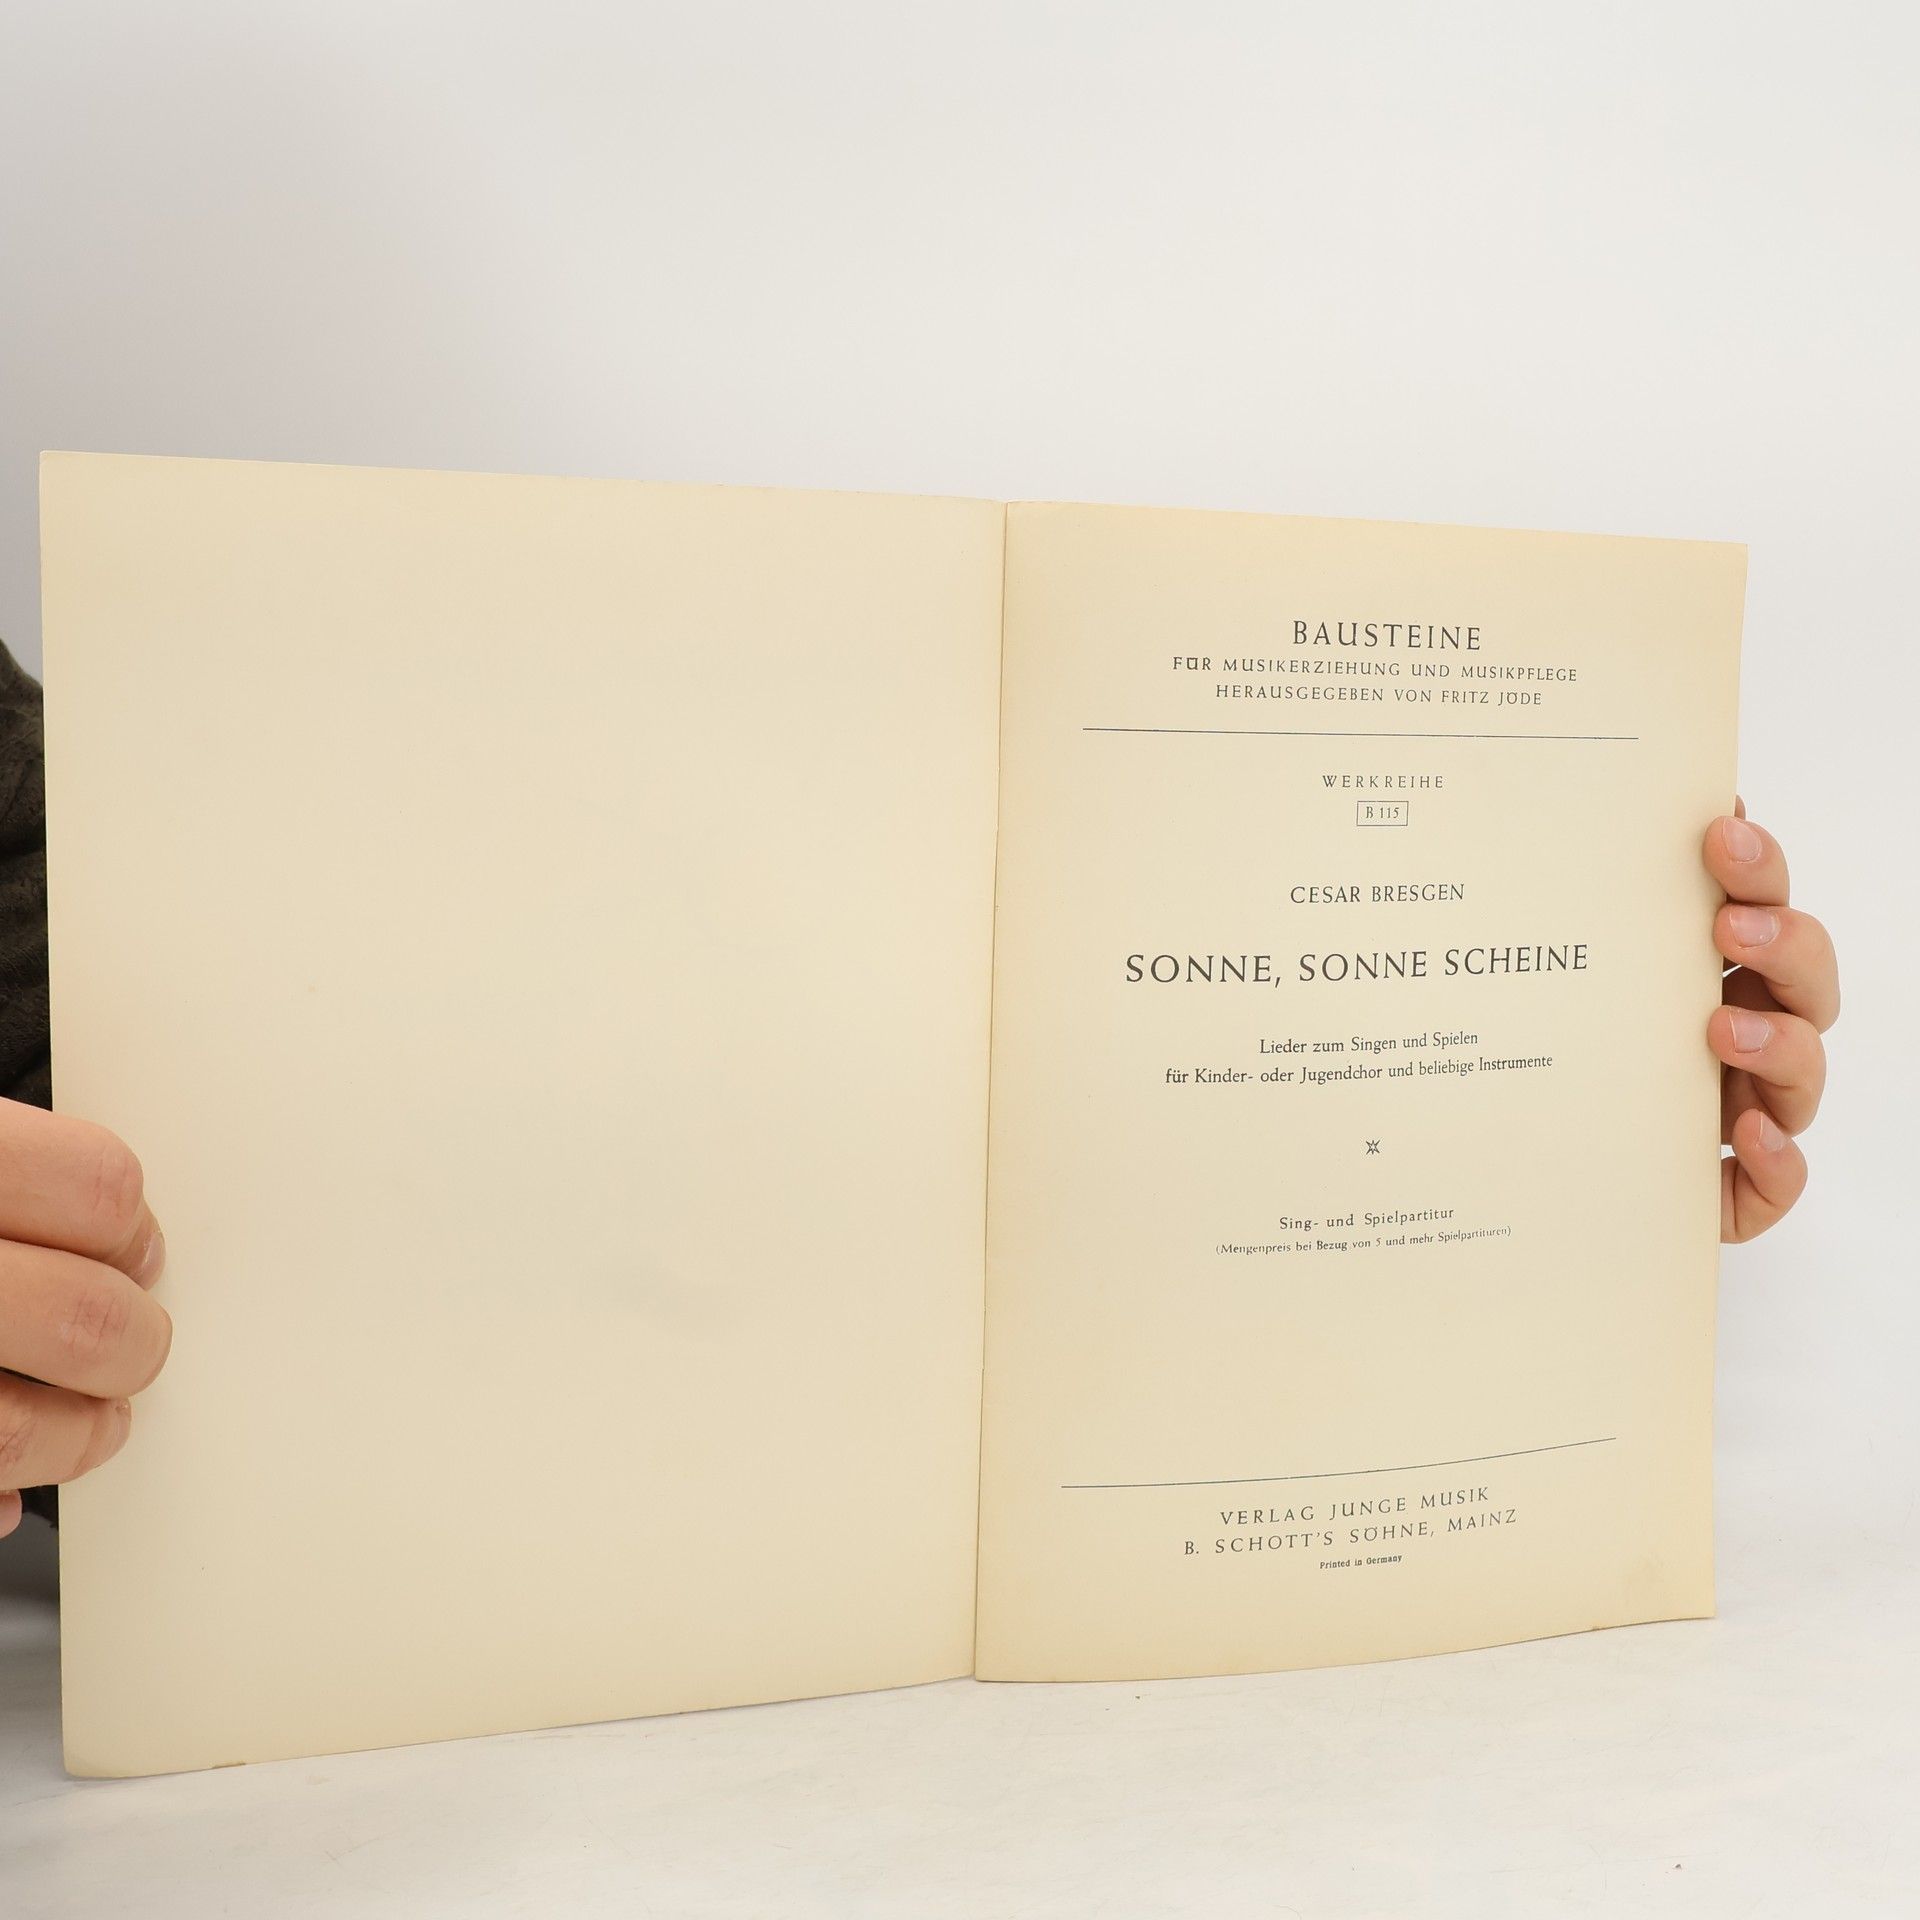 BAUSTEINE
FÜR MUSIKERZIEHUNG UND MUSIKPFLEGE
HERAUSGEGEBEN VON FRITZ JÖDE
WERKREIHE
B 115
CESAR BRESGEN
SONNE, SONNE SCHEINE
Lieder zum Singen und Spielen
für Kinder- oder Jugendchor und beliebige Instrumente
Sing- und Spielpartitur
(Mengenpreis bei Bezug von 5 und mehr Spielpartituren)
VERLAG JUNGE MUSIK
B. SCHOTT'S SÖHNE, MAINZ
Printed in Germany